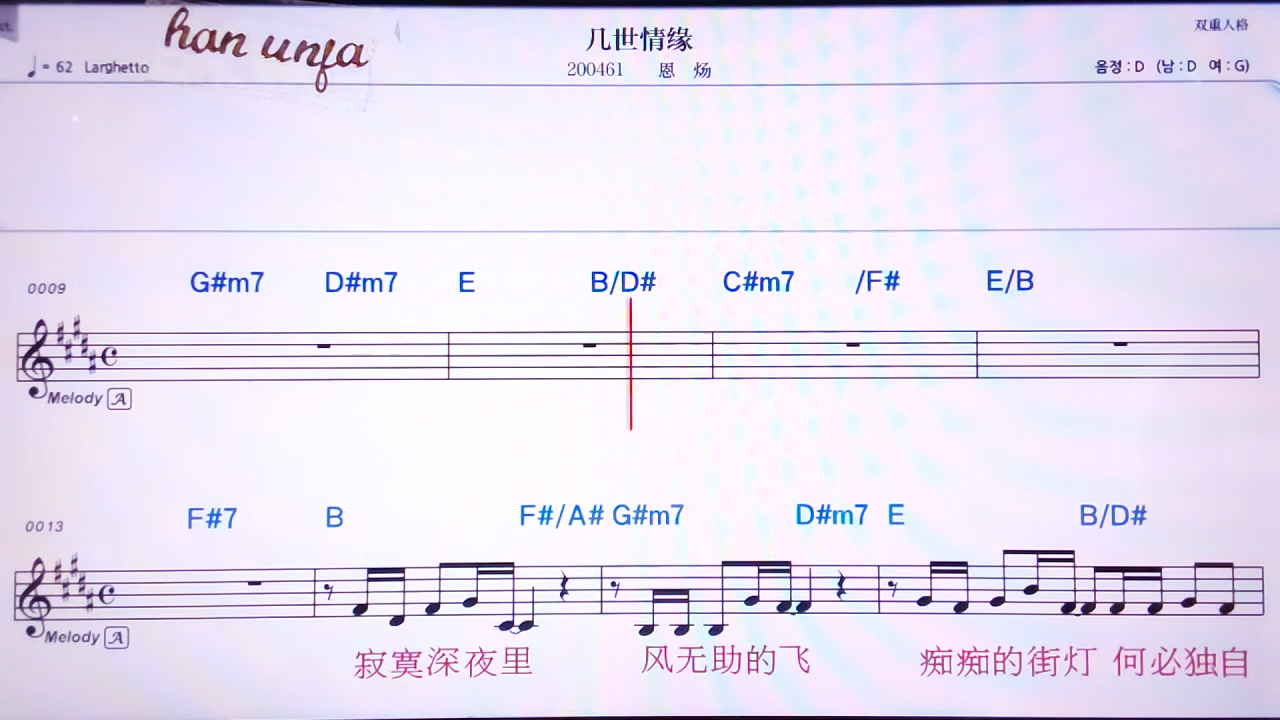 han unfa
几世情缘
双重人格
♩= 62 Larghetto
200461 恩 炀
음정 : D (남 : D 여 : G)
0009
G#m7 D#m7 E B/D# C#m7 /F# E/B
Melody A
0013
F#7 B F#/A# G#m7 D#m7 E B/D#
Melody A
寂寞深夜里 风无助的飞 痴痴的街灯 何必独自